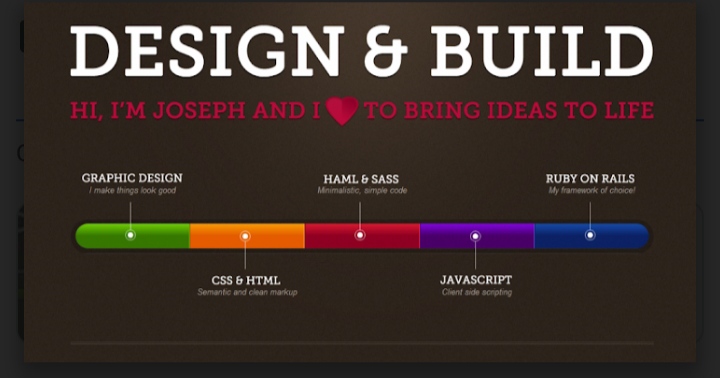 DESIGN & BUILD
HI, I'M JOSEPH AND I ❤ TO BRING IDEAS TO LIFE
GRAPHIC DESIGN
I make things look good
HAML & SASS
Minimalistic, simple code
RUBY ON RAILS
My framework of choice!
CSS & HTML
Semantic and clean markup
JAVASCRIPT
Client side scripting